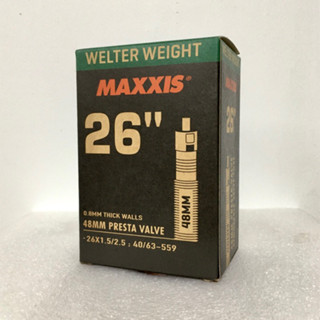 WELTER WEIGHT
MAXXIS®
26"
48MM
0.8MM THICK WALLS
48MM PRESTA VALVE
26X1.5/2.5 : 40/63-559